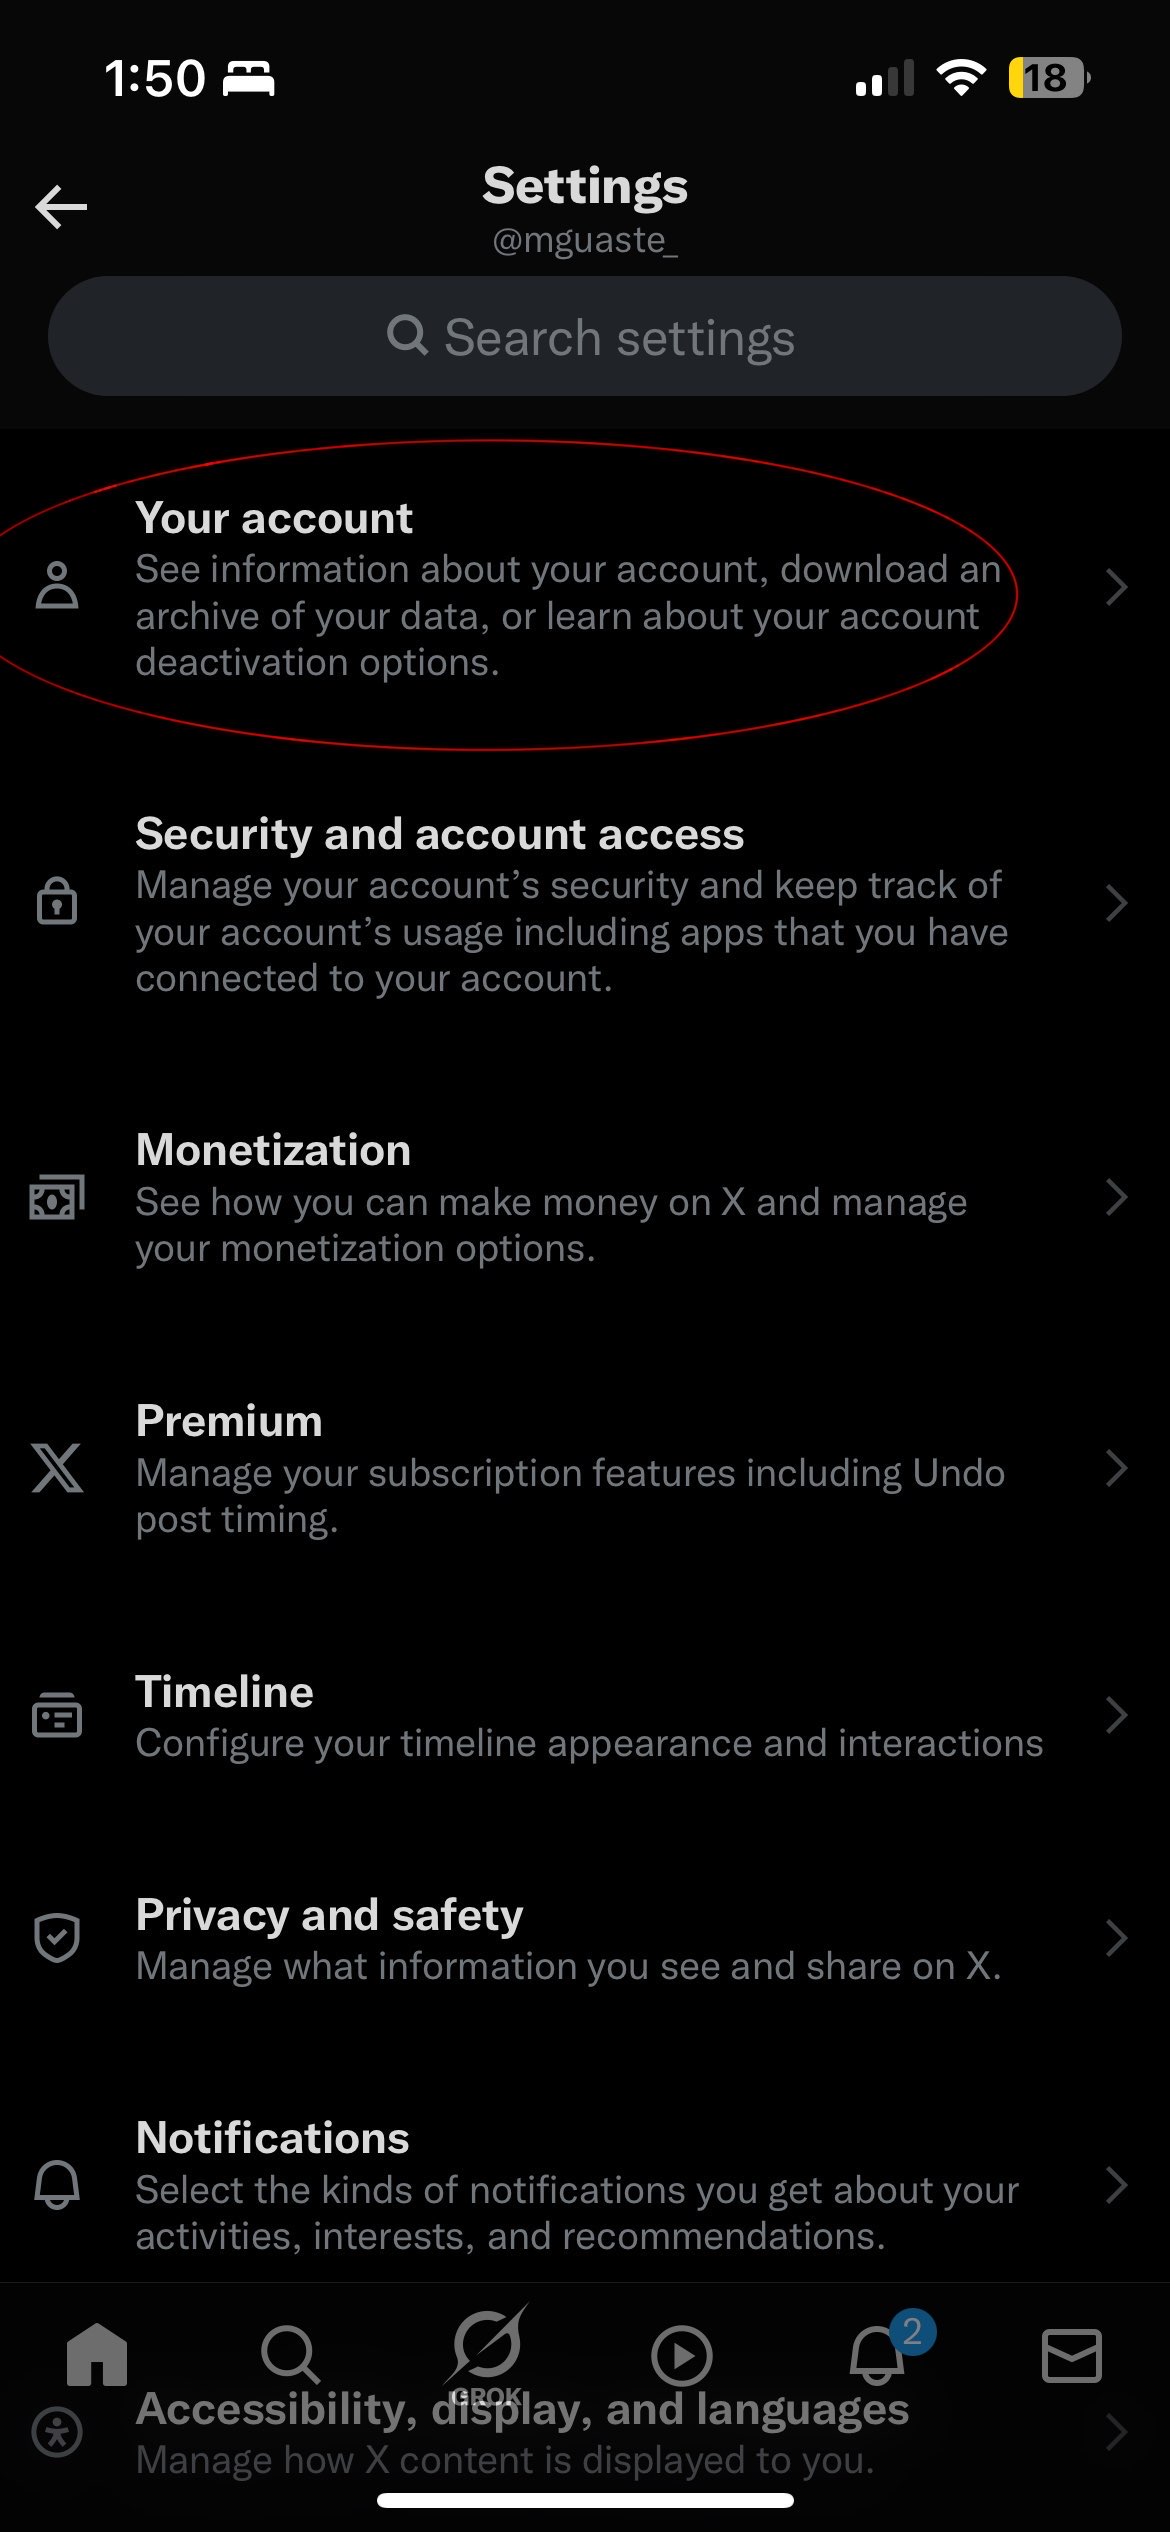 1:50
18
Settings
@mguaste_
Search settings
Your account
See information about your account, download an
archive of your data, or learn about your account
deactivation options.
Security and account access
Manage your account’s security and keep track of
your account’s usage including apps that you have
connected to your account.
Monetization
See how you can make money on X and manage
your monetization options.
Premium
Manage your subscription features including Undo
post timing.
Timeline
Configure your timeline appearance and interactions
Privacy and safety
Manage what information you see and share on X.
Notifications
Select the kinds of notifications you get about your
activities, interests, and recommendations.
2
GROK
Accessibility, display, and languages
Manage how X content is displayed to you.